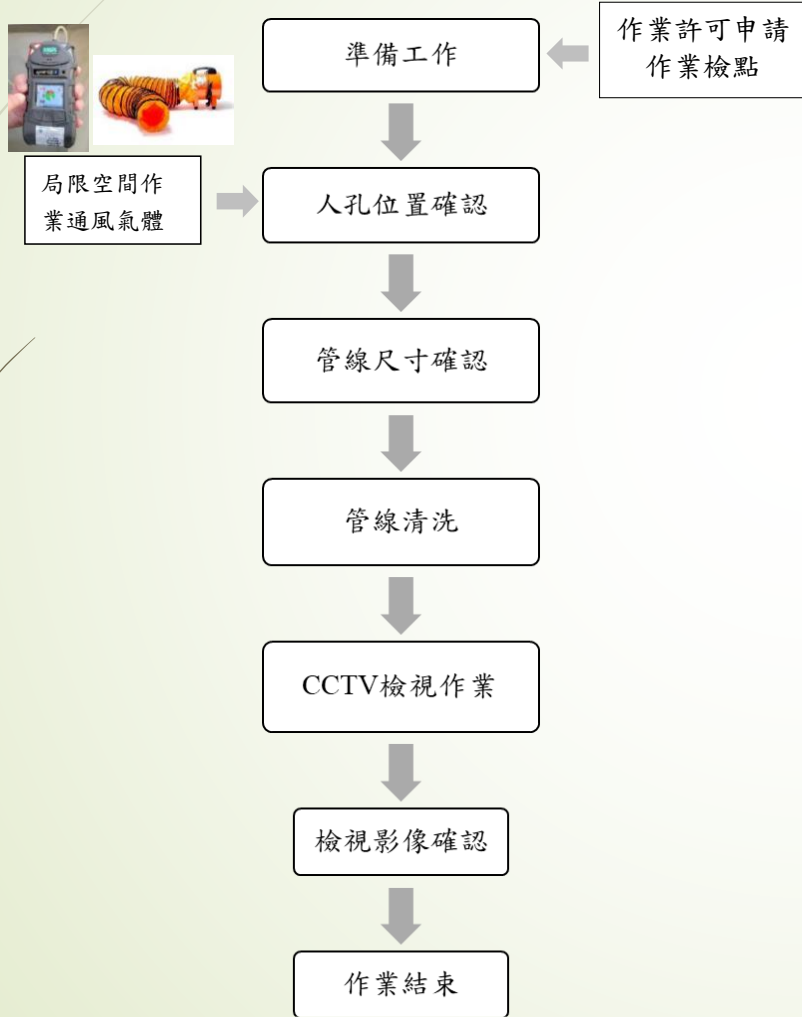 準備工作
作業許可申請
作業檢點
局限空間作
業通風氣體
人孔位置確認
管線尺寸確認
管線清洗
CCTV檢視作業
檢視影像確認
作業結束